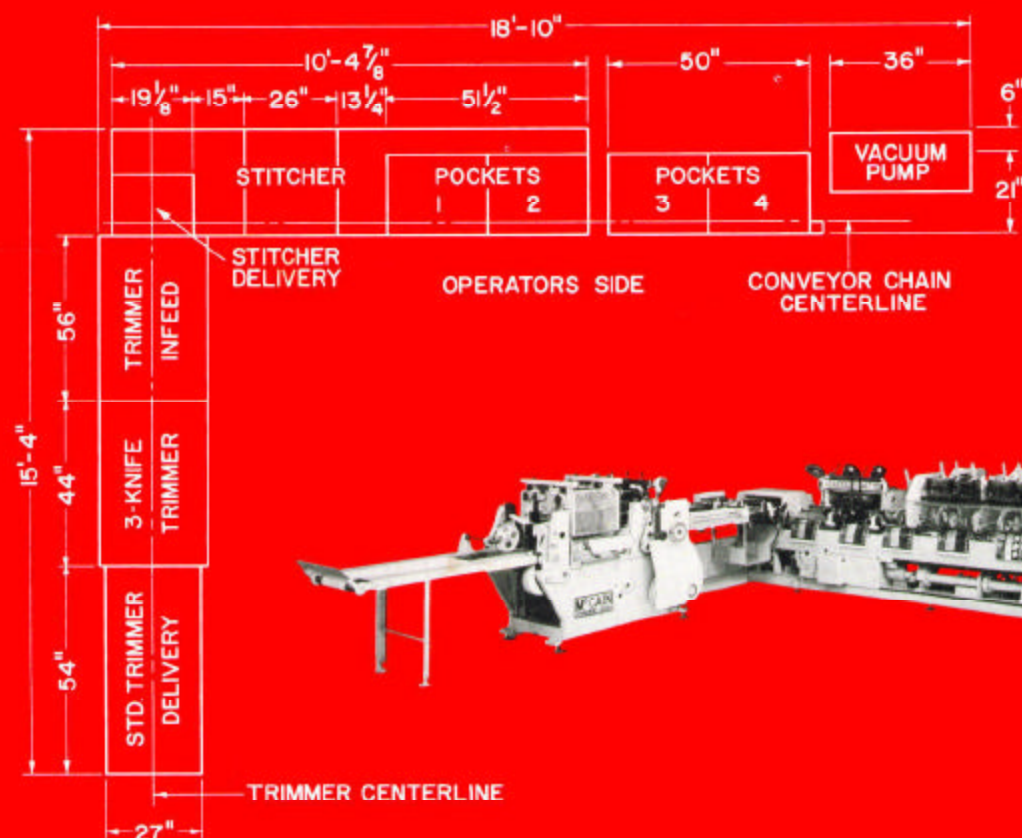 18'-10"
10'-4 7/8"
50"
36"
19 1/8"
15"
26"
13 1/4"
51 1/2"
6"
STITCHER
POCKETS
1 2
POCKETS
3 4
VACUUM
PUMP
21"
STITCHER
DELIVERY
OPERATORS SIDE
CONVEYOR CHAIN
CENTERLINE
15'-4"
56"
TRIMMER
INFEED
44"
3-KNIFE
TRIMMER
54"
STD. TRIMMER
DELIVERY
McCAIN
TRIMMER CENTERLINE
27"